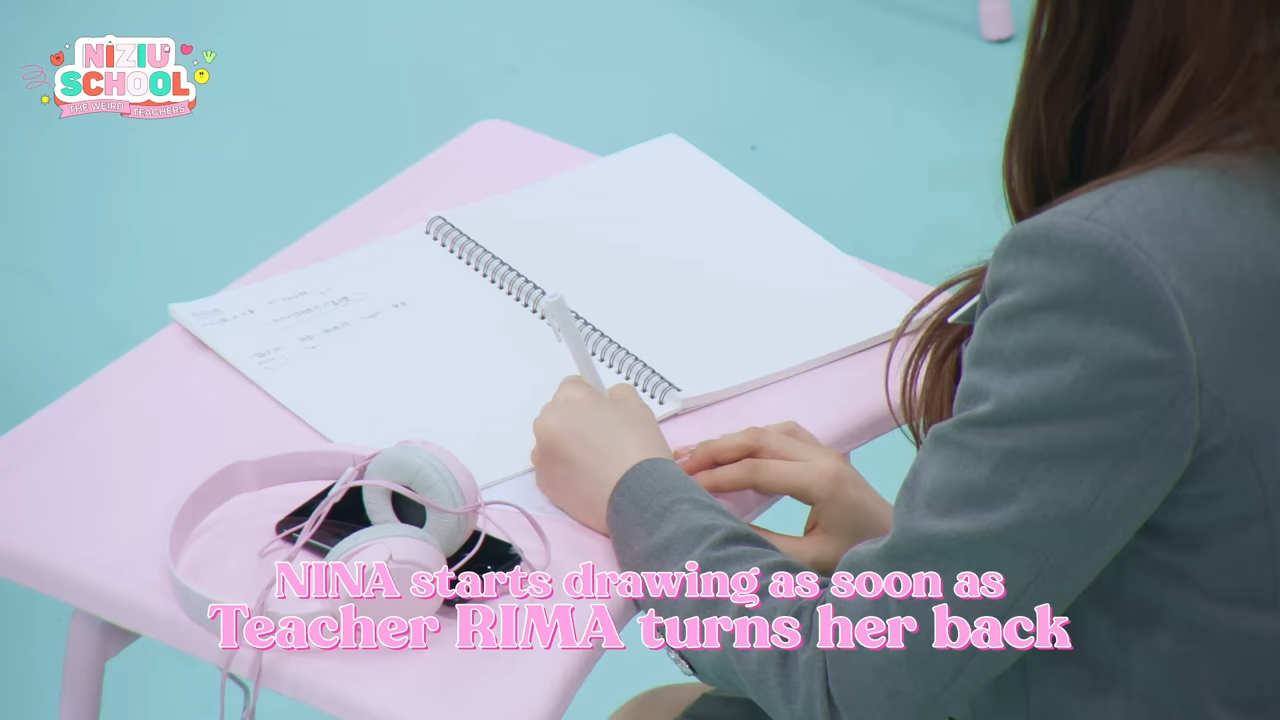 NIZIU
SCHOOL
THE WEIRD TEACHERS
NINA starts drawing as soon as
Teacher RIMA turns her back